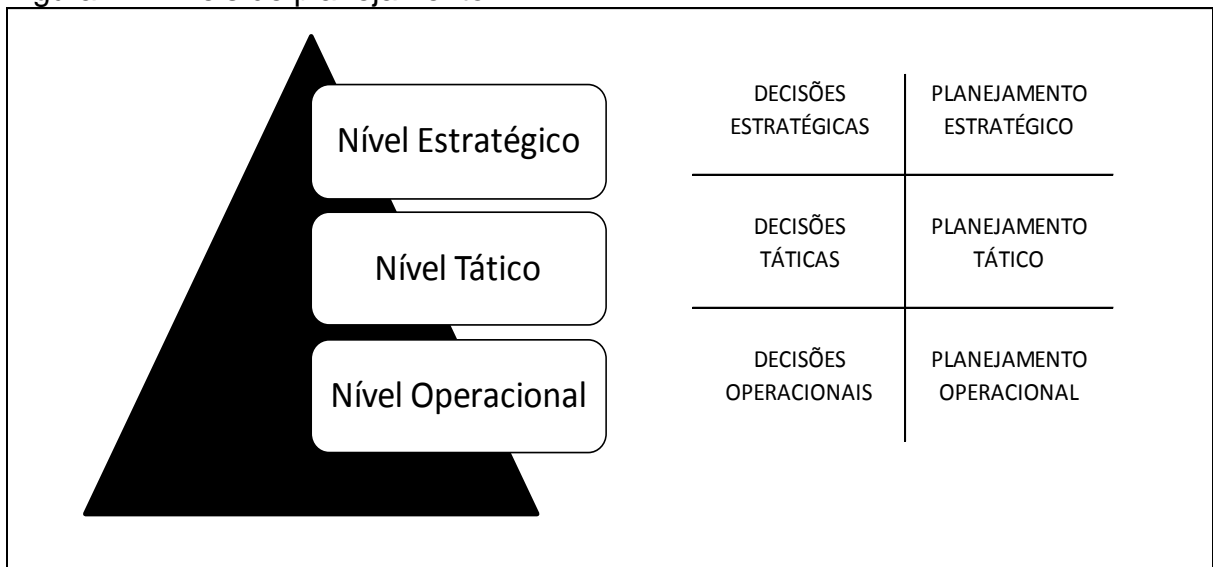 Nível Estratégico
DECISÕES
ESTRATÉGICAS
PLANEJAMENTO
ESTRATÉGICO
Nível Tático
DECISÕES
TÁTICAS
PLANEJAMENTO
TÁTICO
Nível Operacional
DECISÕES
OPERACIONAIS
PLANEJAMENTO
OPERACIONAL